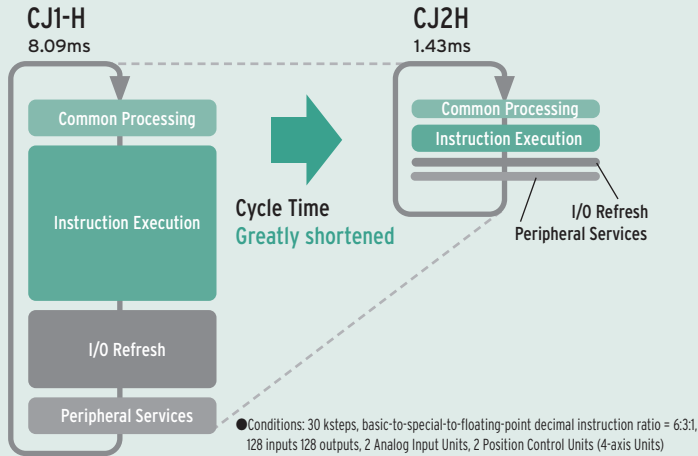 CJ1-H
8.09ms
Common Processing
Instruction Execution
I/O Refresh
Peripheral Services
Cycle Time
Greatly shortened
CJ2H
1.43ms
Common Processing
Instruction Execution
I/O Refresh
Peripheral Services
●Conditions: 30 ksteps, basic-to-special-to-floating-point decimal instruction ratio = 6:3:1,
128 inputs 128 outputs, 2 Analog Input Units, 2 Position Control Units (4-axis Units)